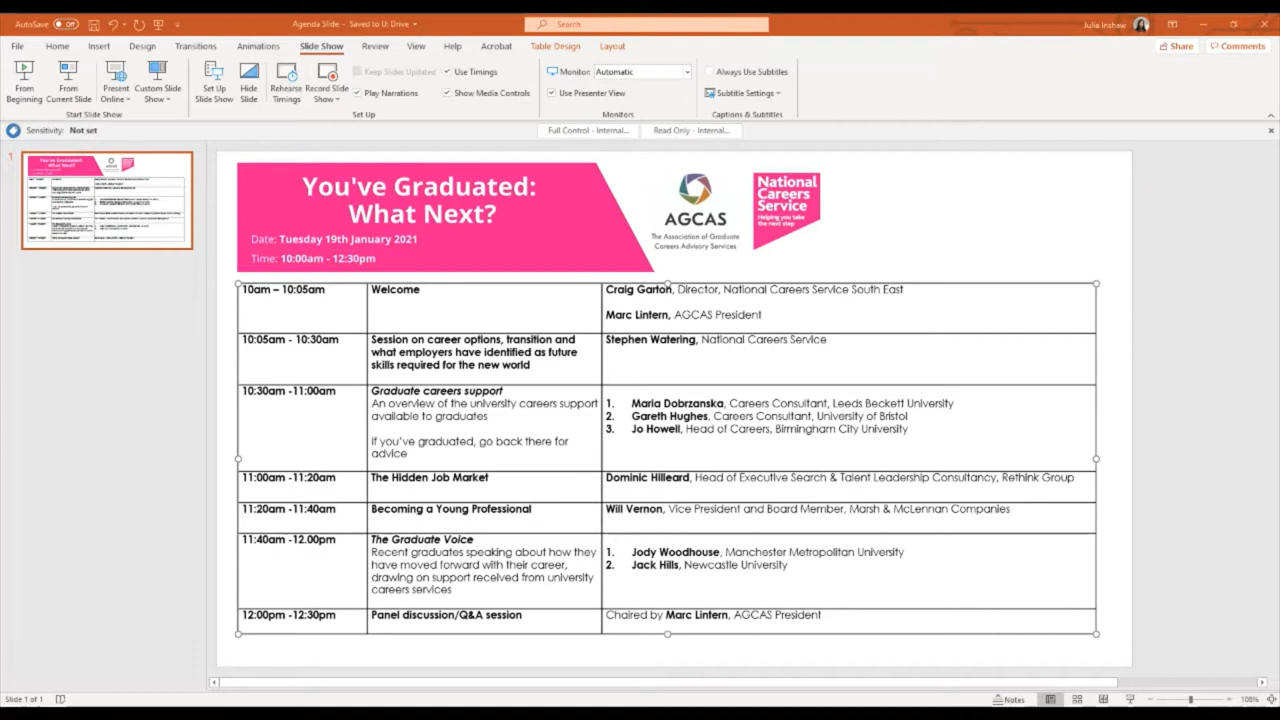 AutoSave Off Agenda Slide - Saved to U: Drive Search Julia Inshaw
File Home Insert Design Transitions Animations Slide Show Review View Help Acrobat Table Design Layout Share Comments
From Beginning
From Current Slide
Present Online
Custom Slide Show
Set Up Slide Show
Hide Slide
Rehearse Timings
Record Slide Show
Keep Slides Updated
Play Narrations
Use Timings
Show Media Controls
Monitor: Automatic
Use Presenter View
Always Use Subtitles
Subtitle Settings
Start Slide Show Set Up Monitors Captions & Subtitles
Sensitivity: Not set Full Control - Internal... Read Only - Internal...
1
You've Graduated:
What Next?
Date: Tuesday 19th January 2021
Time: 10:00am - 12:30pm
AGCAS
The Association of Graduate
Careers Advisory Services
National
Careers
Service
Helping you take
the next step
10am – 10:05am
Welcome
Craig Garton, Director, National Careers Service South East
Marc Lintern, AGCAS President
10:05am - 10:30am
Session on career options, transition and
what employers have identified as future
skills required for the new world
Stephen Watering, National Careers Service
10:30am -11:00am
Graduate careers support
An overview of the university careers support
available to graduates
If you've graduated, go back there for
advice
1. Maria Dobrzanska, Careers Consultant, Leeds Beckett University
2. Gareth Hughes, Careers Consultant, University of Bristol
3. Jo Howell, Head of Careers, Birmingham City University
11:00am -11:20am
The Hidden Job Market
Dominic Hilleard, Head of Executive Search & Talent Leadership Consultancy, Rethink Group
11:20am -11:40am
Becoming a Young Professional
Will Vernon, Vice President and Board Member, Marsh & McLennan Companies
11:40am -12.00pm
The Graduate Voice
Recent graduates speaking about how they
have moved forward with their career,
drawing on support received from university
careers services
1. Jody Woodhouse, Manchester Metropolitan University
2. Jack Hills, Newcastle University
12:00pm -12:30pm
Panel discussion/Q&A session
Chaired by Marc Lintern, AGCAS President
Slide 1 of 1 Notes 108%